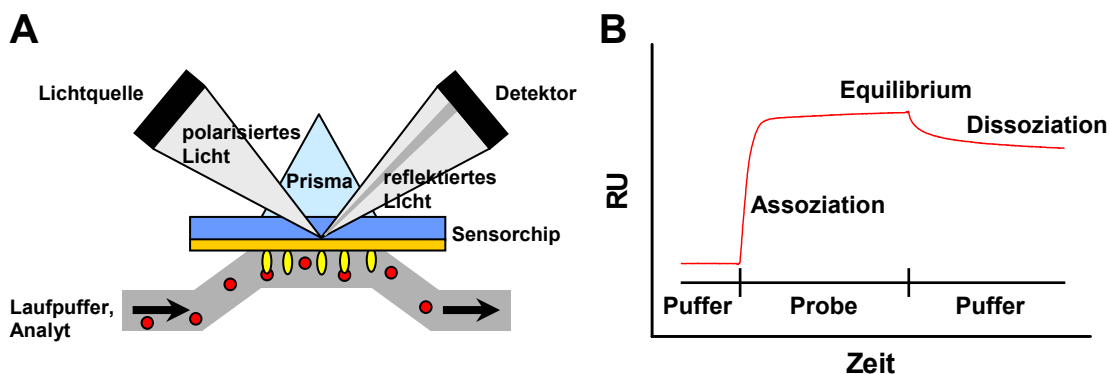 A
Lichtquelle
Detektor
polarisiertes
Licht
Prisma
reflektiertes
Licht
Sensorchip
Laufpuffer,
Analyt
B
RU
Equilibrium
Dissoziation
Assoziation
Puffer
Probe
Puffer
Zeit